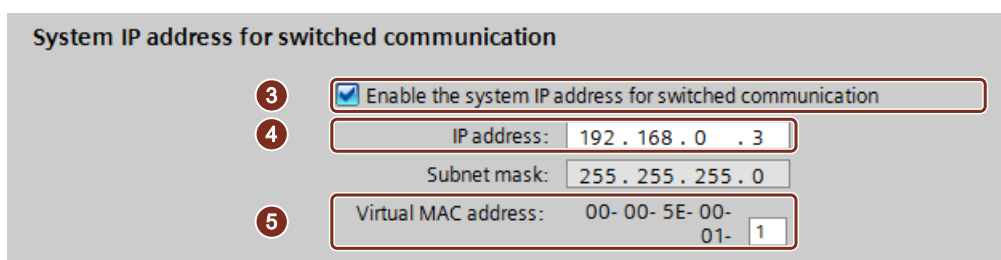 System IP address for switched communication
3 Enable the system IP address for switched communication
4 IP address: 192 . 168 . 0 . 3
Subnet mask: 255 . 255 . 255 . 0
5 Virtual MAC address: 00- 00- 5E- 00-
01- 1